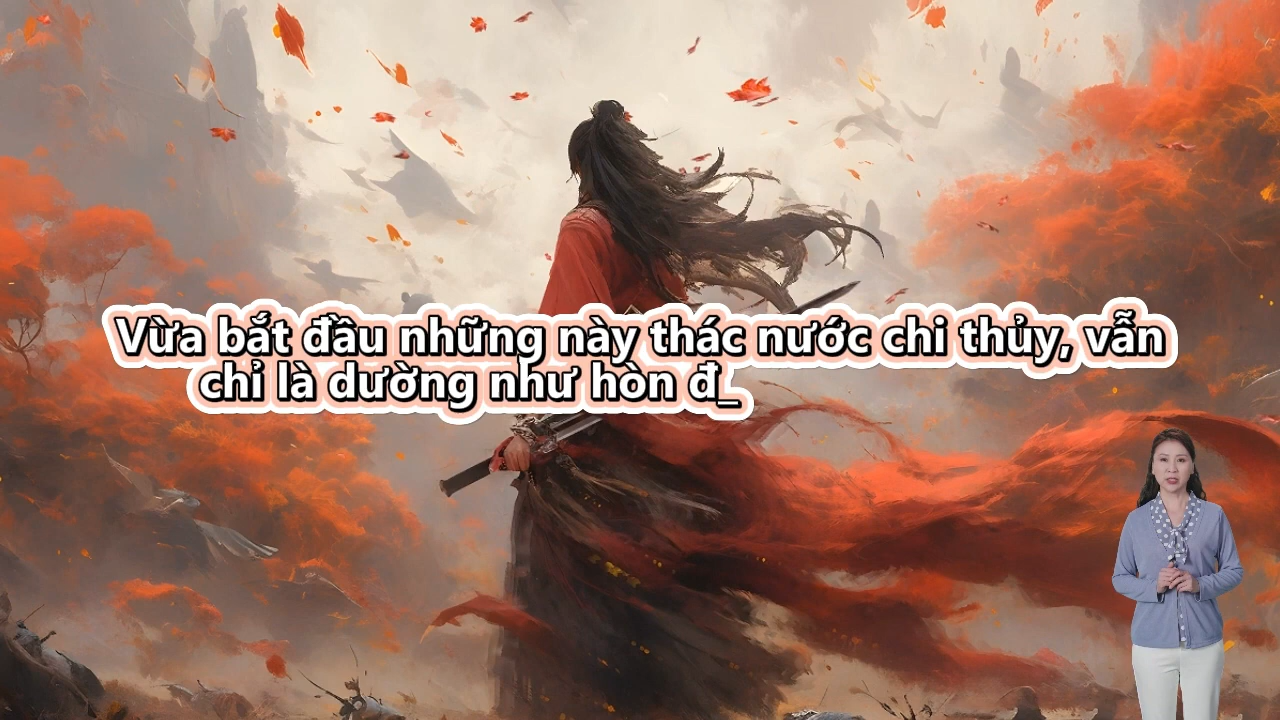 Vừa bắt đầu những này thác nước chi thủy, vẫn
chỉ là dường như hòn đ_